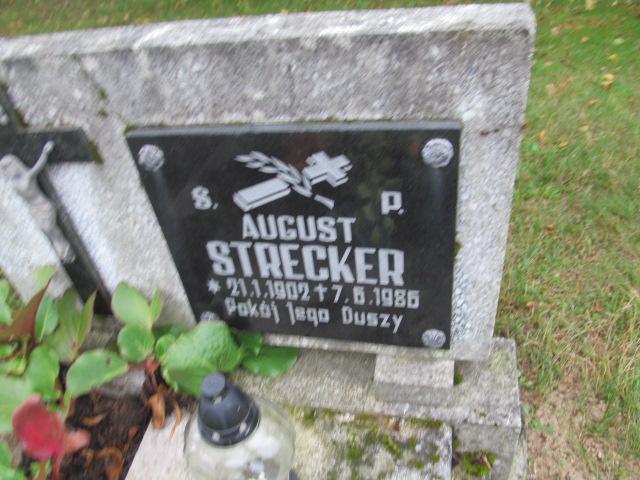 Ś. P.
AUGUST
STRECKER
* 21.1.1902 ✝ 7.6.1986
Pokój Jego Duszy